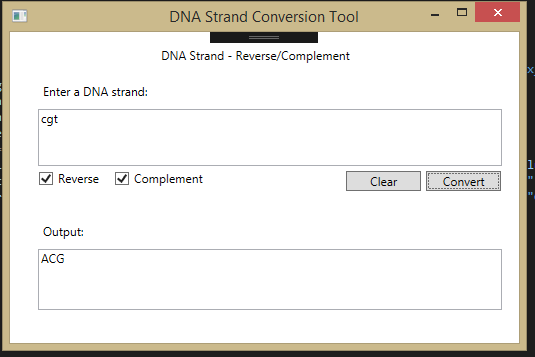 DNA Strand Conversion Tool
DNA Strand - Reverse/Complement
Enter a DNA strand:
cgt
Reverse Complement Clear Convert
Output:
ACG